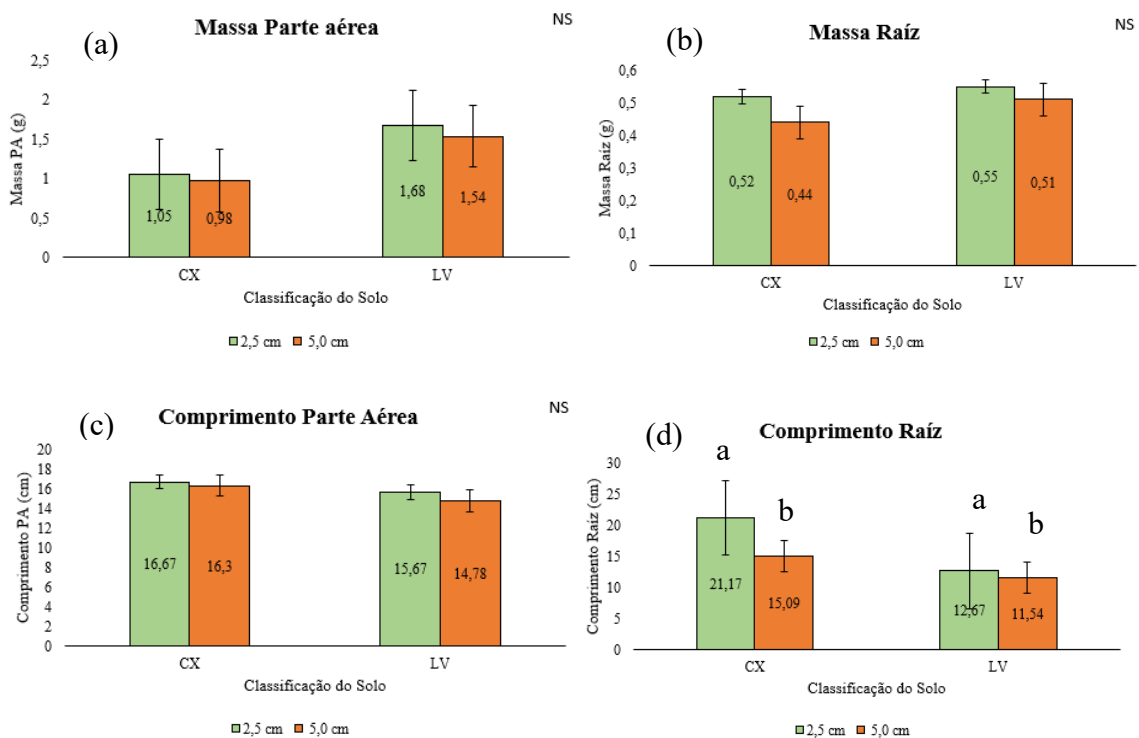 (a)
Massa Parte aérea
NS
Massa PA (g)
2,5
2
1,5
1
0,5
0
1,05
0,98
1,68
1,54
CX
LV
Classificação do Solo
2,5 cm
5,0 cm
(b)
Massa Raíz
NS
Massa Raíz (g)
0,6
0,5
0,4
0,3
0,2
0,1
0
0,52
0,44
0,55
0,51
CX
LV
Classificação do Solo
2,5 cm
5,0 cm
(c)
Comprimento Parte Aérea
NS
Comprimento PA (cm)
20
18
16
14
12
10
8
6
4
2
0
16,67
16,3
15,67
14,78
CX
LV
Classificação do Solo
2,5 cm
5,0 cm
(d)
Comprimento Raíz
Comprimento Raíz (cm)
30
25
20
15
10
5
0
a
b
a
b
21,17
15,09
12,67
11,54
CX
LV
Classificação do Solo
2,5 cm
5,0 cm